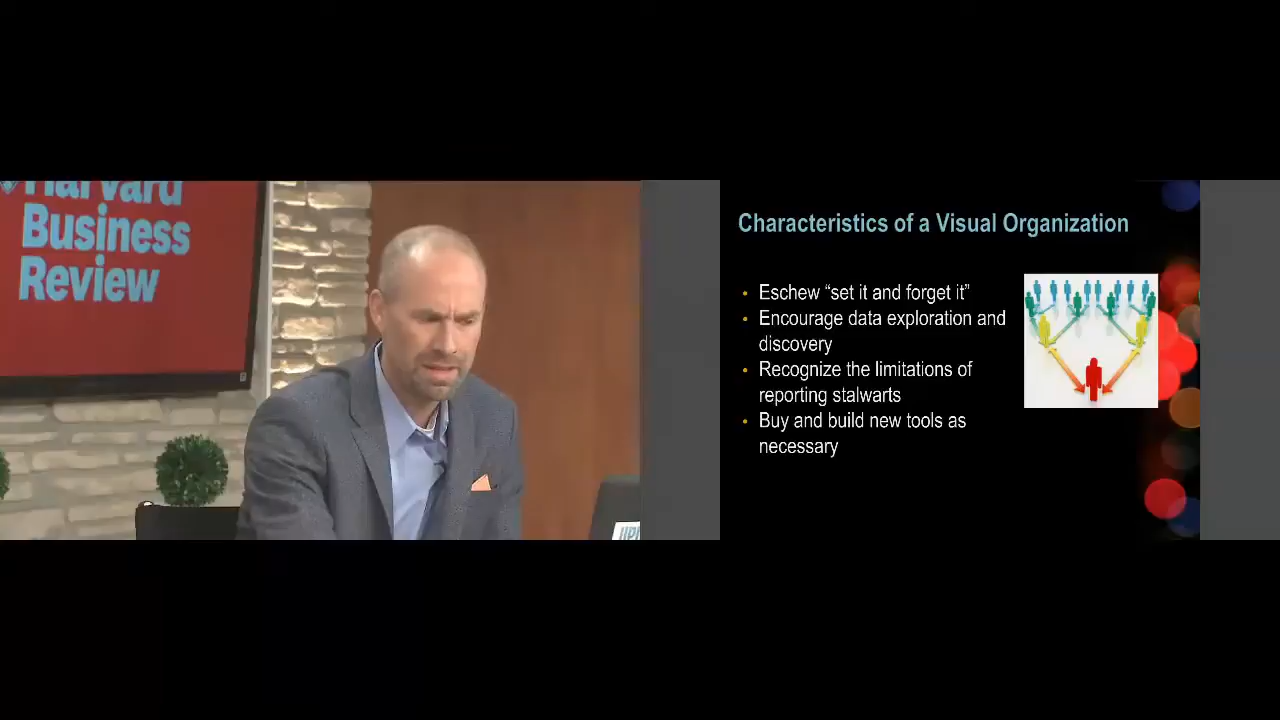 Harvard
Business
Review
Characteristics of a Visual Organization
• Eschew “set it and forget it”
• Encourage data exploration and
discovery
• Recognize the limitations of
reporting stalwarts
• Buy and build new tools as
necessary